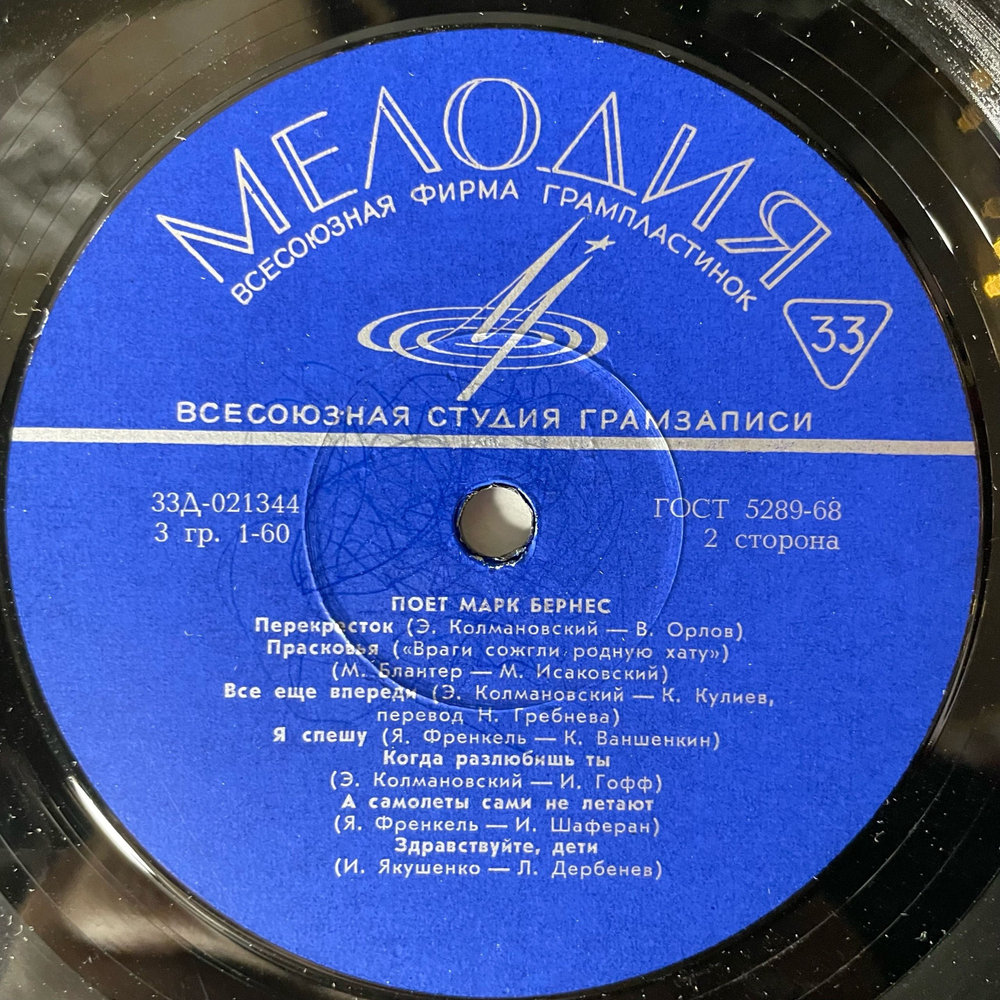 МЕЛОДИЯ
ВСЕСОЮЗНАЯ ФИРМА ГРАМПЛАСТИНОК
33
ВСЕСОЮЗНАЯ СТУДИЯ ГРАМЗАПИСИ
33Д-021344
3 гр. 1-60
ГОСТ 5289-68
2 сторона
ПОЕТ МАРК БЕРНЕС
Перекресток (Э. Колмановский — В. Орлов)
Прасковья («Враги сожгли родную хату»)
(М. Блантер — М. Исаковский)
Все еще впереди (Э. Колмановский — К. Кулиев,
перевод Н. Гребнева)
Я спешу (Я. Френкель — К. Ваншенкин)
Когда разлюбишь ты
(Э. Колмановский — И. Гофф)
А самолеты сами не летают
(Я. Френкель — И. Шаферан)
Здравствуйте, дети
(И. Якушенко — Л. Дербенев)